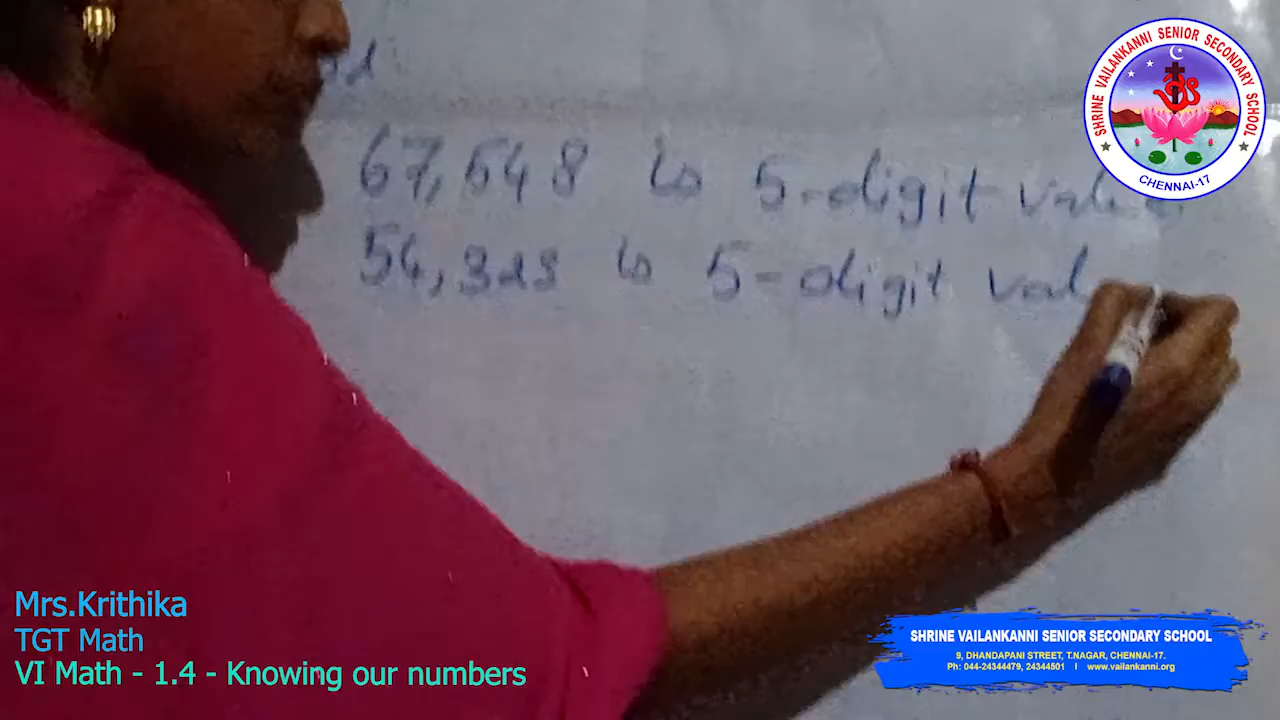 67,548 is 5-digit value.
54,325 is 5-digit val
SHRINE VAILANKANNI SENIOR SECONDARY SCHOOL
CHENNAI-17
Mrs.Krithika
TGT Math
VI Math - 1.4 - Knowing our numbers
SHRINE VAILANKANNI SENIOR SECONDARY SCHOOL
9, DHANDAPANI STREET, T.NAGAR, CHENNAI-17.
Ph: 044-24344479, 24344501 I www.vailankanni.org